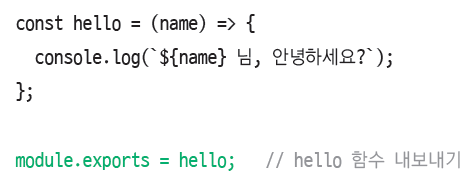 const hello = (name) => {
  console.log(`${name} 님, 안녕하세요?`);
};

module.exports = hello;   // hello 함수 내보내기